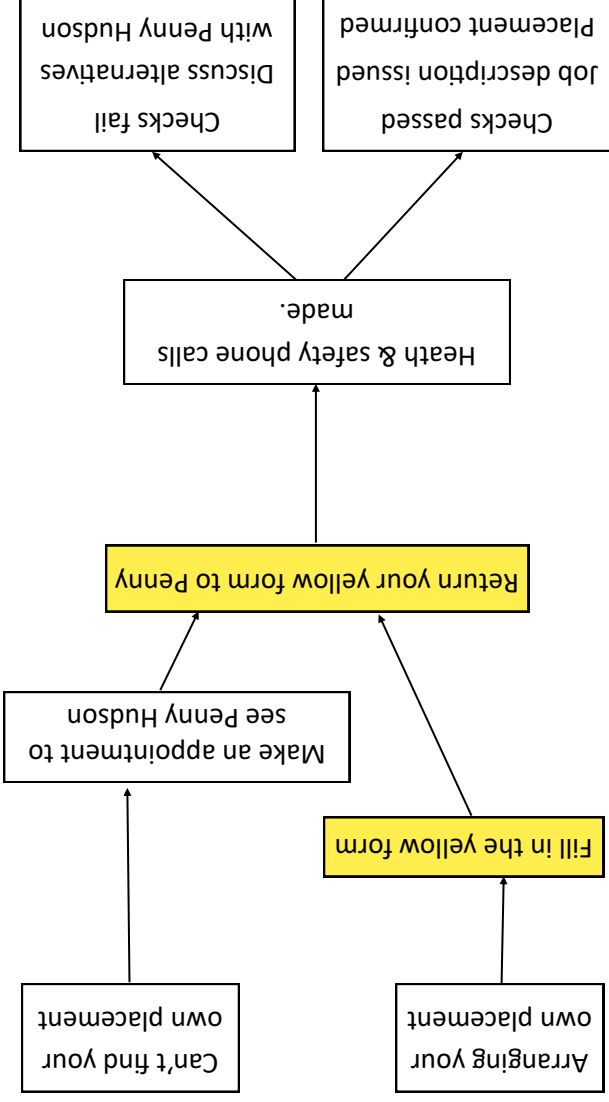 Arranging your
own placement
Can't find your
own placement
Fill in the yellow form
Make an appointment to
see Penny Hudson
Return your yellow form to Penny
Heath & safety phone calls
made.
Checks passed
Job description issued
Placement confirmed
Checks fail
Discuss alternatives
with Penny Hudson